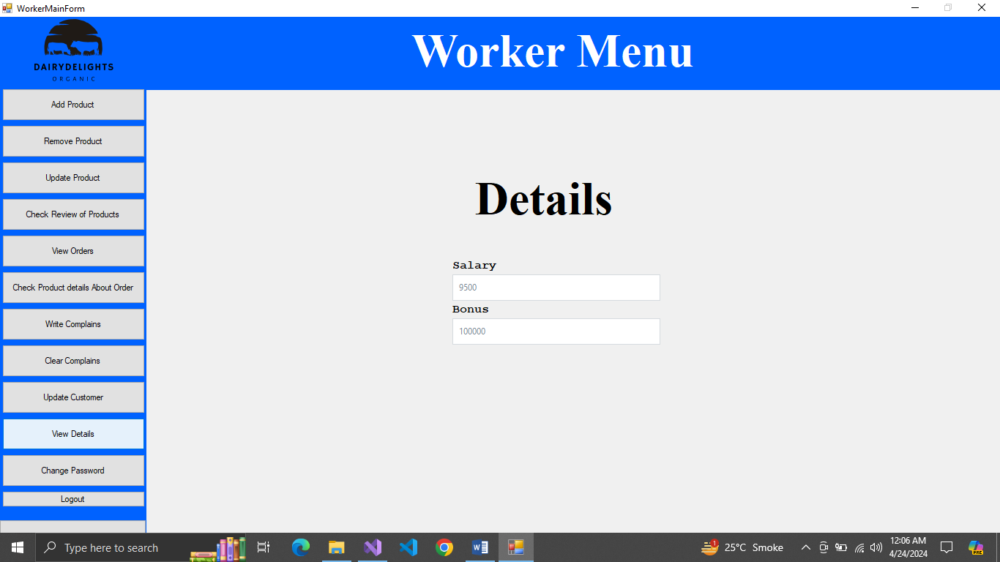 WorkerMainForm
DAIRYDELIGHTS
ORGANIC
Worker Menu
Add Product
Remove Product
Update Product
Check Review of Products
View Orders
Check Product details About Order
Write Complains
Clear Complains
Update Customer
View Details
Change Password
Logout
Details
Salary
9500
Bonus
100000
Type here to search
1
25°C Smoke
12:06 AM
4/24/2024
PRE